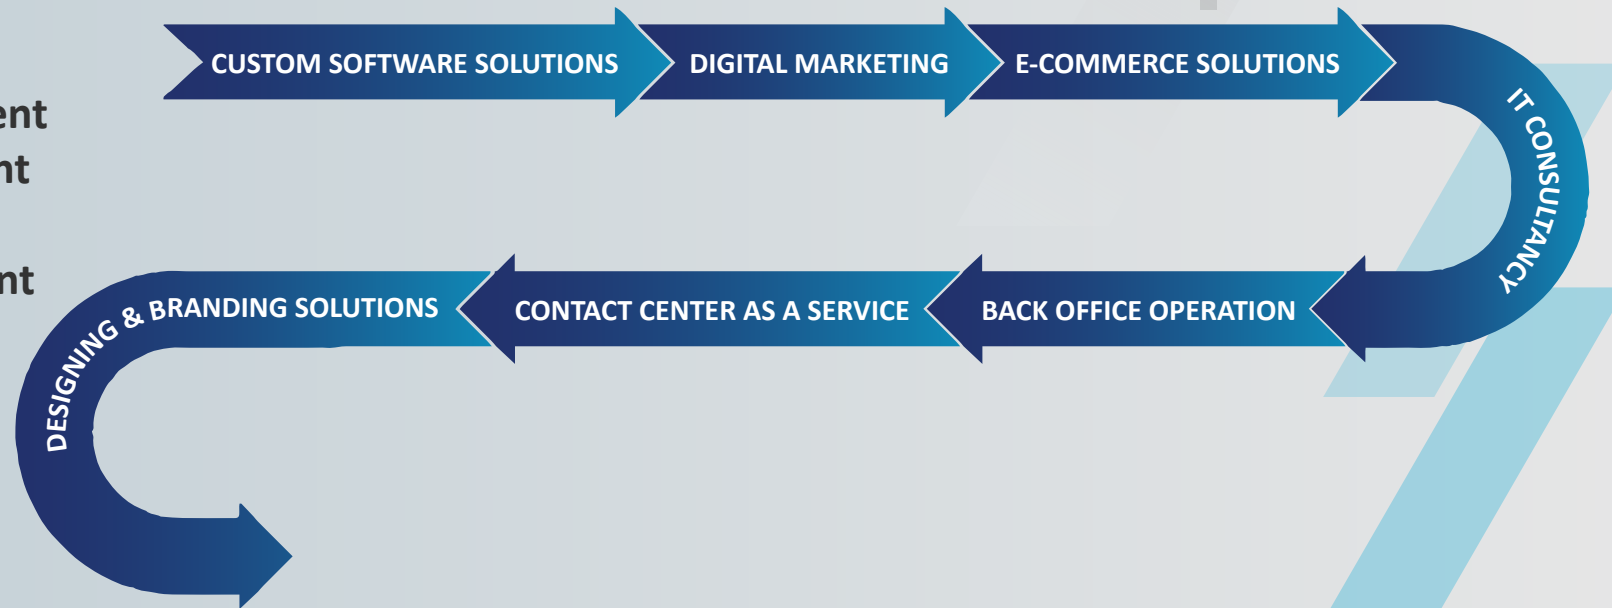 CUSTOM SOFTWARE SOLUTIONS
DIGITAL MARKETING
E-COMMERCE SOLUTIONS
IT CONSULTANCY
BACK OFFICE OPERATION
CONTACT CENTER AS A SERVICE
DESIGNING & BRANDING SOLUTIONS